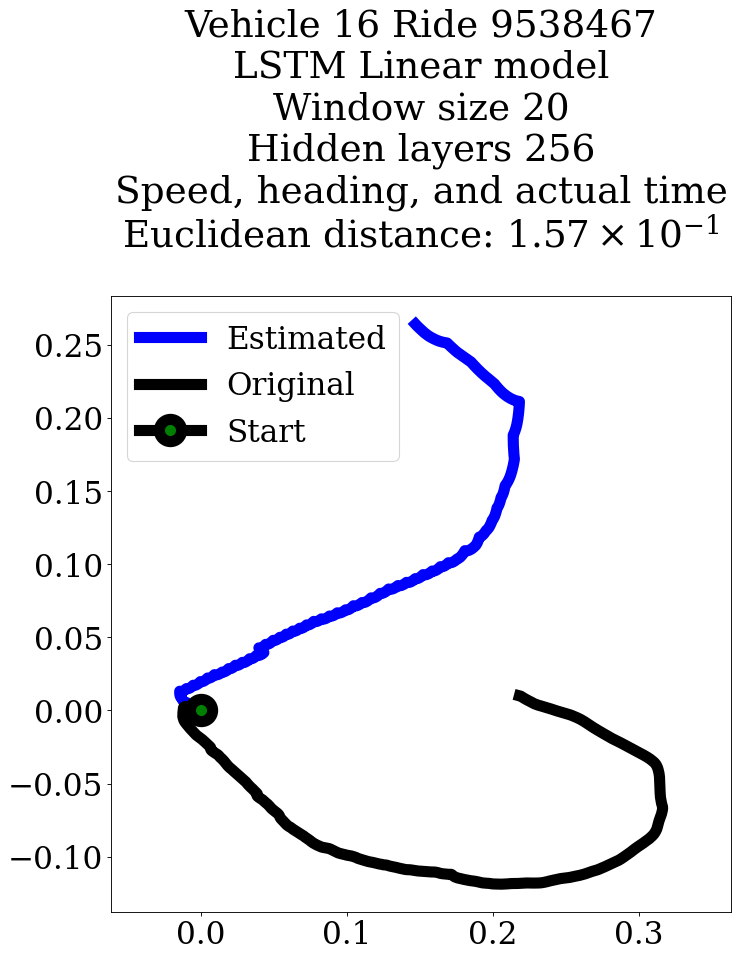 Vehicle 16 Ride 9538467
LSTM Linear model
Window size 20
Hidden layers 256
Speed, heading, and actual time
Euclidean distance: 1.57 × 10⁻¹
Estimated
Original
Start
0.25
0.20
0.15
0.10
0.05
0.00
−0.05
−0.10
0.0 0.1 0.2 0.3